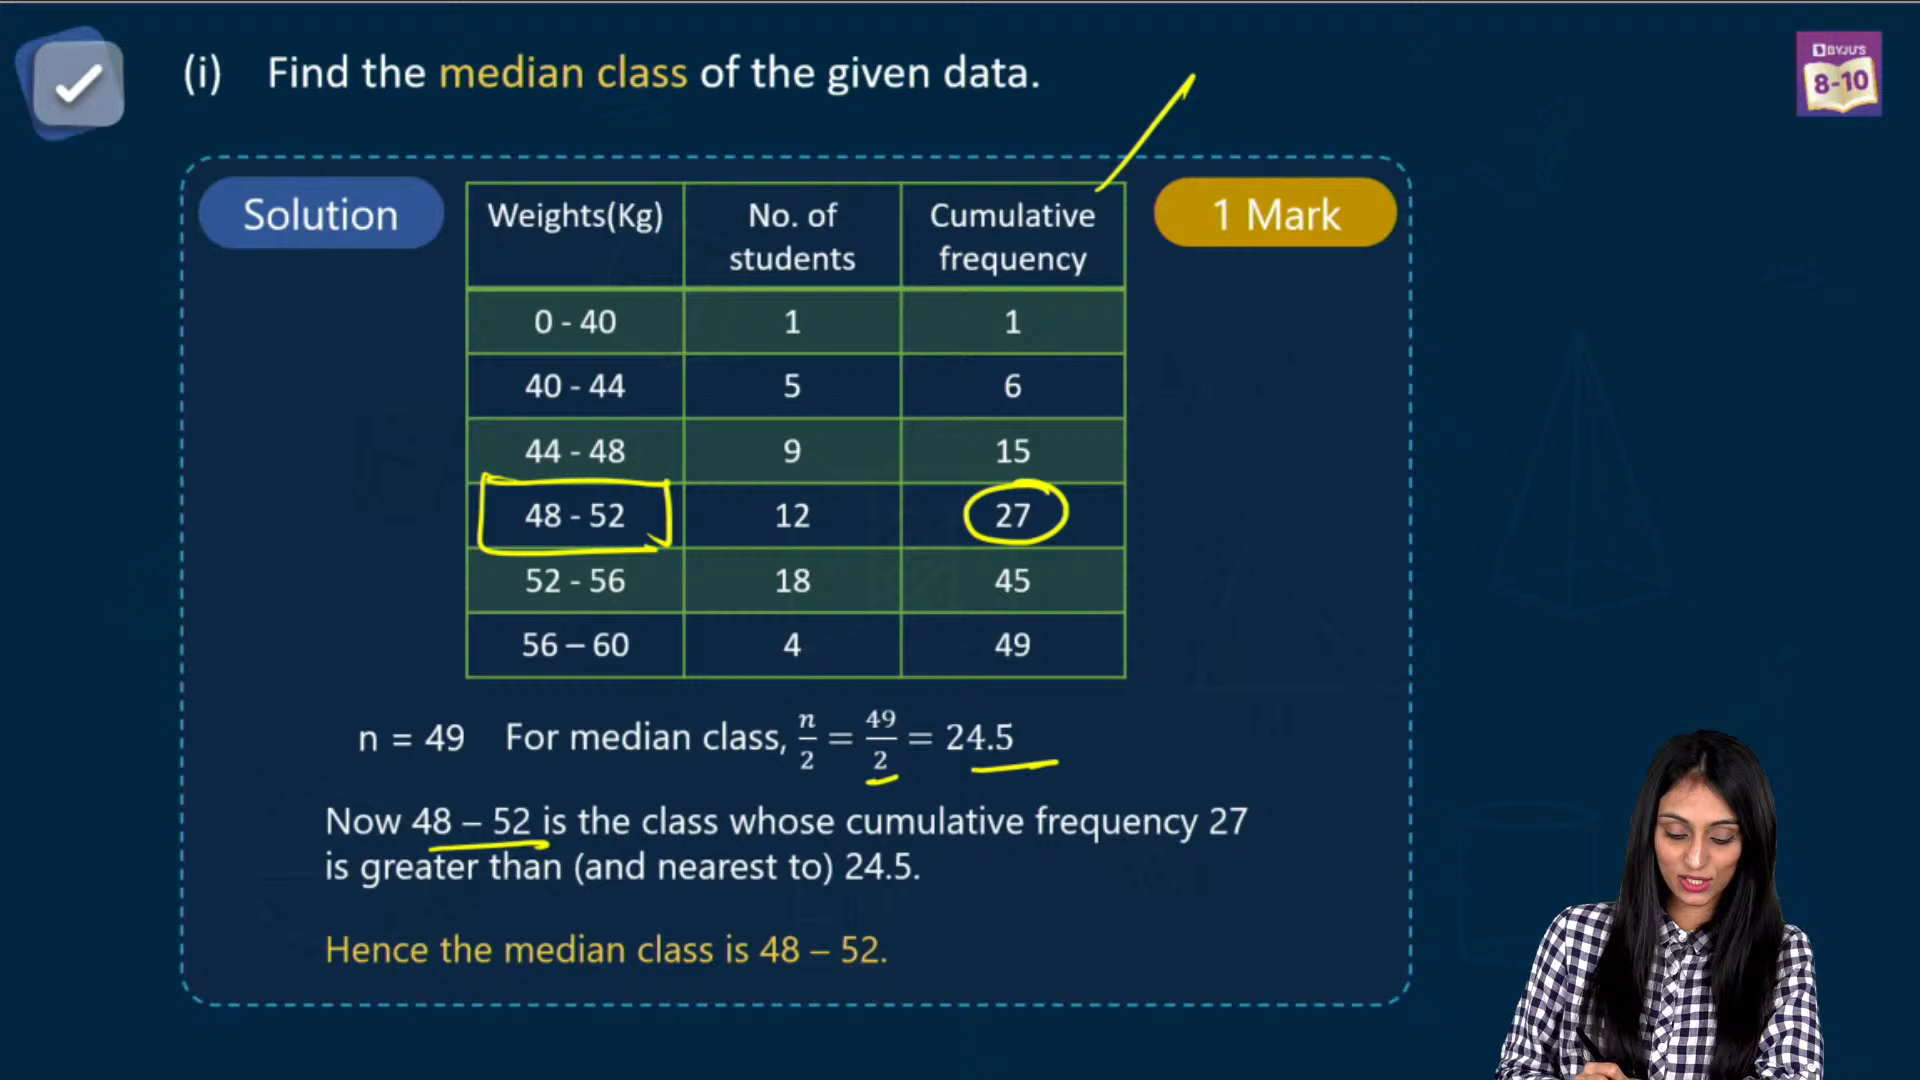 (i) Find the median class of the given data.
BYJU'S
8-10
Solution
1 Mark
Weights(Kg) No. of students Cumulative frequency
0 - 40 1 1
40 - 44 5 6
44 - 48 9 15
48 - 52 12 27
52 - 56 18 45
56 – 60 4 49
n = 49 For median class, n/2 = 49/2 = 24.5
Now 48 – 52 is the class whose cumulative frequency 27
is greater than (and nearest to) 24.5.
Hence the median class is 48 – 52.